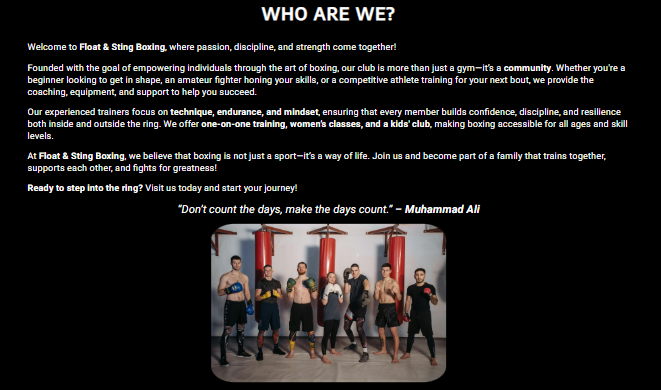 WHO ARE WE?
Welcome to Float & Sting Boxing, where passion, discipline, and strength come together!
Founded with the goal of empowering individuals through the art of boxing, our club is more than just a gym—it's a community. Whether you're a
beginner looking to get in shape, an amateur fighter honing your skills, or a competitive athlete training for your next bout, we provide the
coaching, equipment, and support to help you succeed.
Our experienced trainers focus on technique, endurance, and mindset, ensuring that every member builds confidence, discipline, and resilience
both inside and outside the ring. We offer one-on-one training, women's classes, and a kids' club, making boxing accessible for all ages and skill
levels.
At Float & Sting Boxing, we believe that boxing is not just a sport—it's a way of life. Join us and become part of a family that trains together,
supports each other, and fights for greatness!
Ready to step into the ring? Visit us today and start your journey!
"Don't count the days, make the days count." – Muhammad Ali